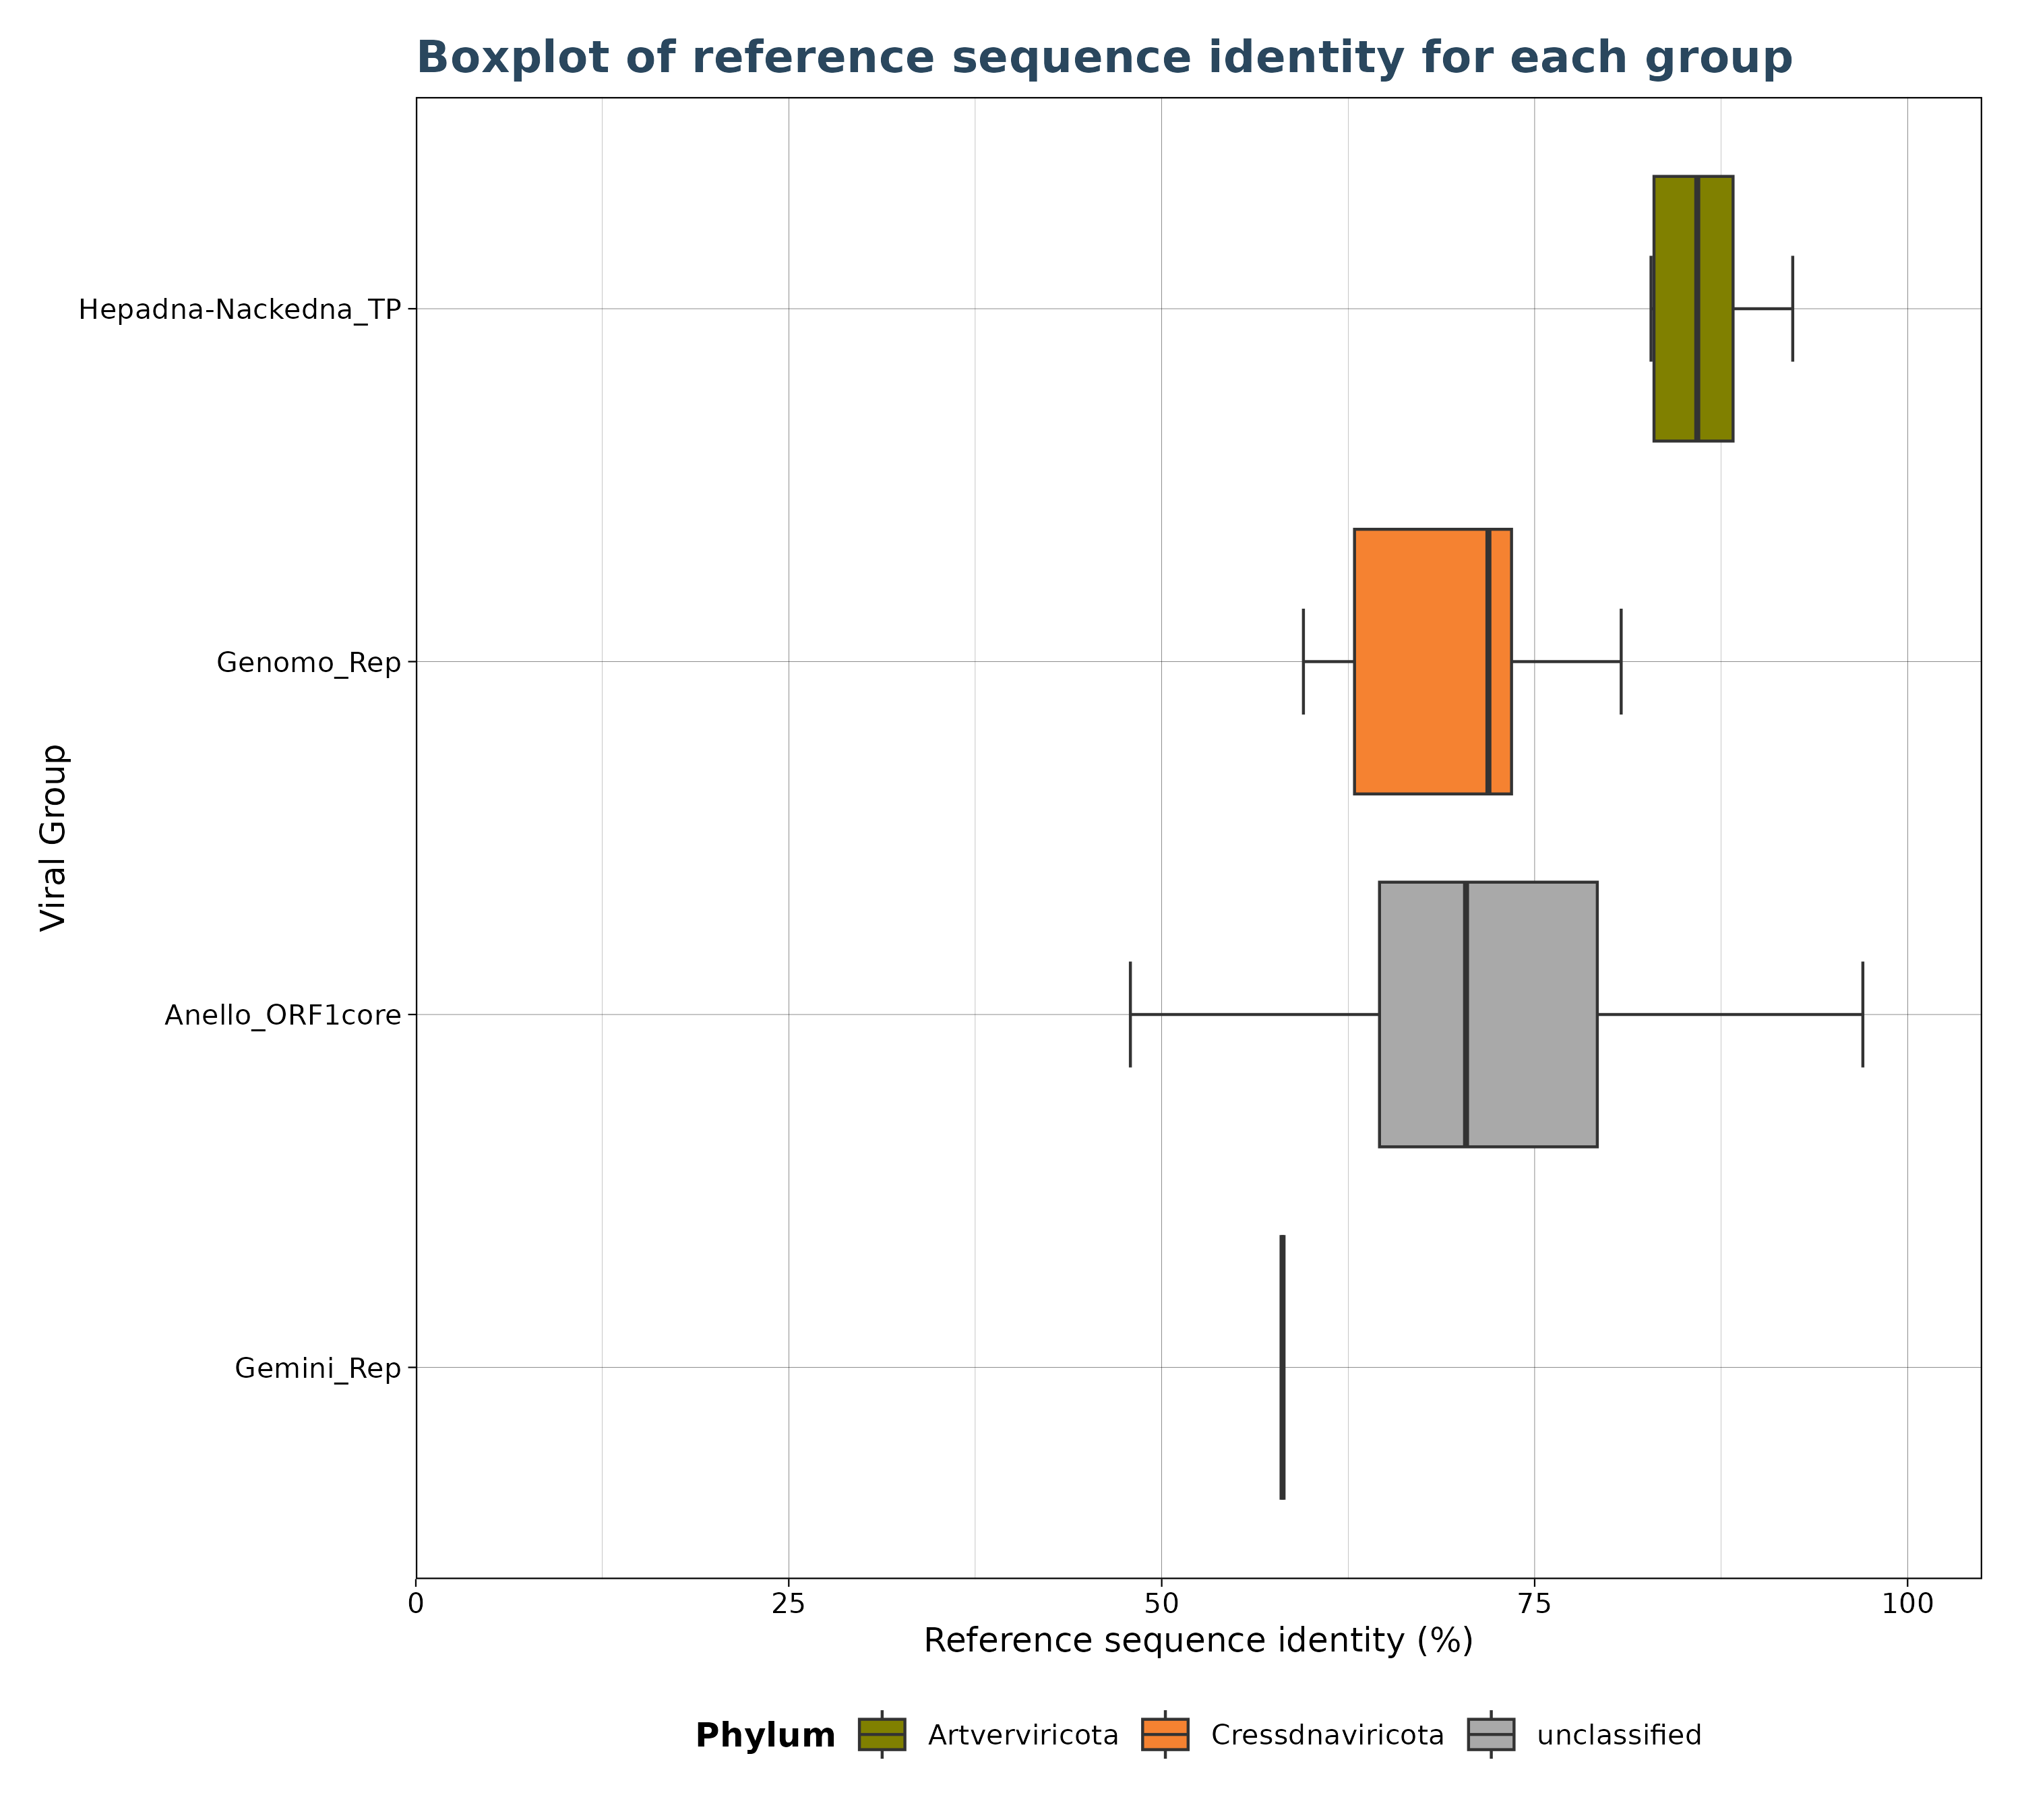 Boxplot of reference sequence identity for each group
Viral Group
Hepadna-Nackedna_TP
Genomo_Rep
Anello_ORF1core
Gemini_Rep
0 25 50 75 100
Reference sequence identity (%)
Phylum Artverviricota Cressdnaviricota unclassified